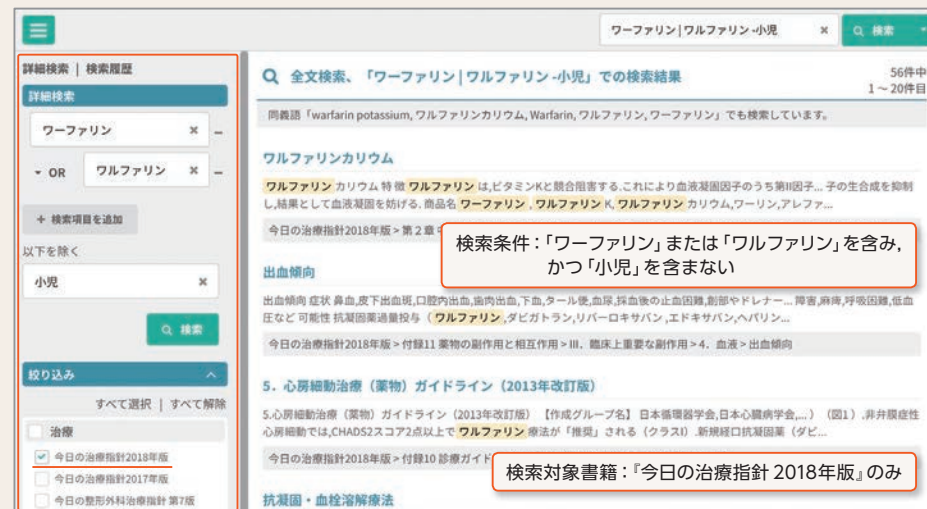 ワーファリン|ワルファリン -小児 × 検索
詳細検索 | 検索履歴
詳細検索
ワーファリン × −
OR ワルファリン × −
+ 検索項目を追加
以下を除く
小児 ×
検索
絞り込み
すべて選択 | すべて解除
治療
今日の治療指針2018年版
今日の治療指針2017年版
今日の整形外科治療指針 第7版
全文検索、「ワーファリン|ワルファリン -小児」での検索結果
56件中
1～20件目
同義語「warfarin potassium, ワルファリンカリウム, Warfarin, ワルファリン, ワーファリン」でも検索しています。
ワルファリンカリウム
ワルファリン カリウム 特 徴 ワルファリン は,ビタミンKと競合阻害する.これにより血液凝固因子のうち第II因子... 子の生合成を抑制
し,結果として血液凝固を妨げる. 商品名 ワーファリン , ワルファリン K, ワルファリン カリウム,ワーリン,アレファ...
今日の治療指針2018年版 > 第２章
検索条件：「ワーファリン」または「ワルファリン」を含み，
かつ「小児」を含まない
出血傾向
出血傾向 症状 鼻血,皮下出血斑,口腔内出血,歯肉出血,下血,タール便,血尿,採血後の止血困難,創部やドレナー... 障害,麻痺,呼吸困難,低血
圧など 可能性 抗凝固薬過量投与（ ワルファリン ,ダビガトラン,リバーロキサバン ,エドキサバン,ヘパリン...
今日の治療指針2018年版 > 付録11 薬物の副作用と相互作用 > III．臨床上重要な副作用 > 4．血液 > 出血傾向
5．心房細動治療（薬物）ガイドライン（2013年改訂版）
5.心房細動治療（薬物）ガイドライン（2013年改訂版） 【作成グループ名】 日本循環器学会,日本心臓病学会,...）（図1）.非弁膜症性
心房細動では,CHADS2スコア2点以上で ワルファリン 療法が「推奨」される（クラスI）.新規経口抗凝固薬（ダビ...
今日の治療指針2018年版 > 付録10 診療ガイド
検索対象書籍：『今日の治療指針 2018年版』のみ
抗凝固・血栓溶解療法